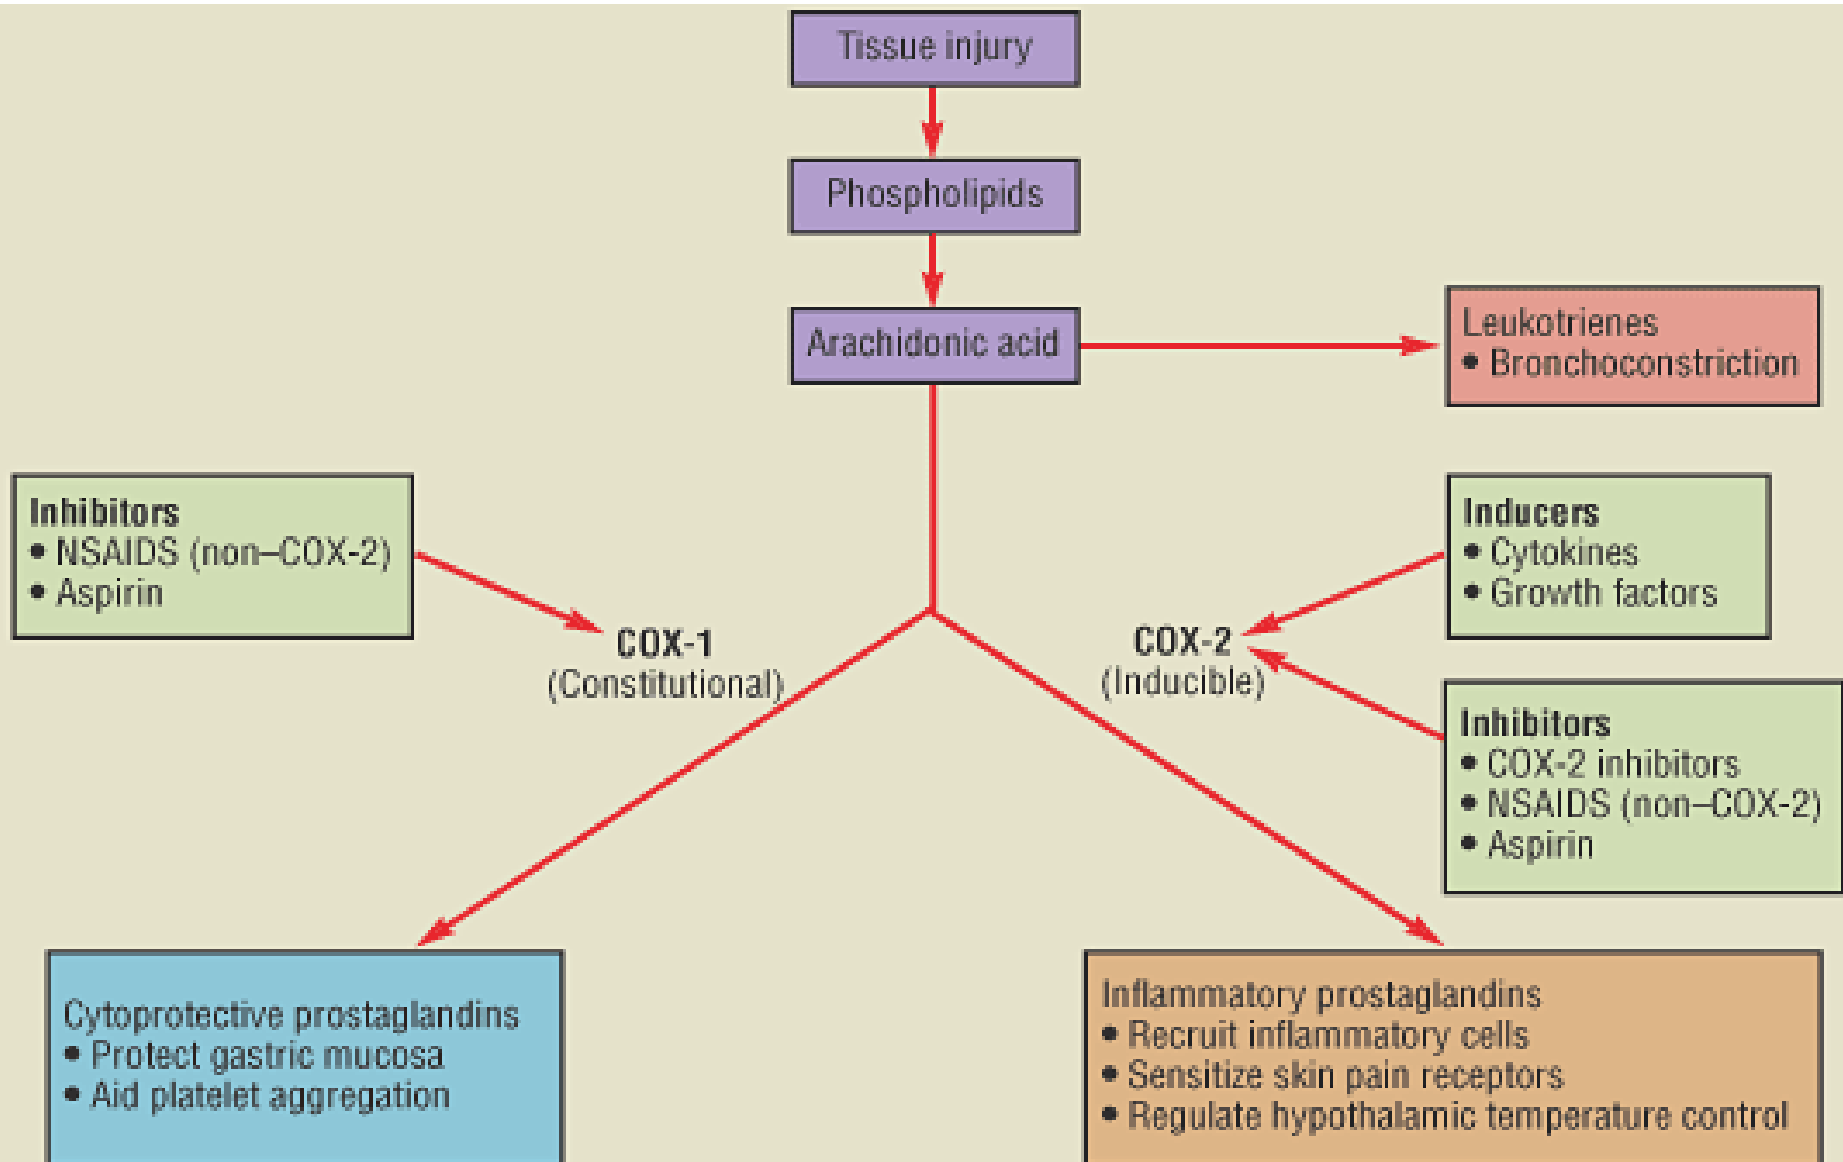 Tissue injury
Phospholipids
Arachidonic acid
Leukotrienes
• Bronchoconstriction
Inhibitors
• NSAIDS (non–COX-2)
• Aspirin
Inducers
• Cytokines
• Growth factors
COX-1
(Constitutional)
COX-2
(Inducible)
Inhibitors
• COX-2 inhibitors
• NSAIDS (non–COX-2)
• Aspirin
Cytoprotective prostaglandins
• Protect gastric mucosa
• Aid platelet aggregation
Inflammatory prostaglandins
• Recruit inflammatory cells
• Sensitize skin pain receptors
• Regulate hypothalamic temperature control